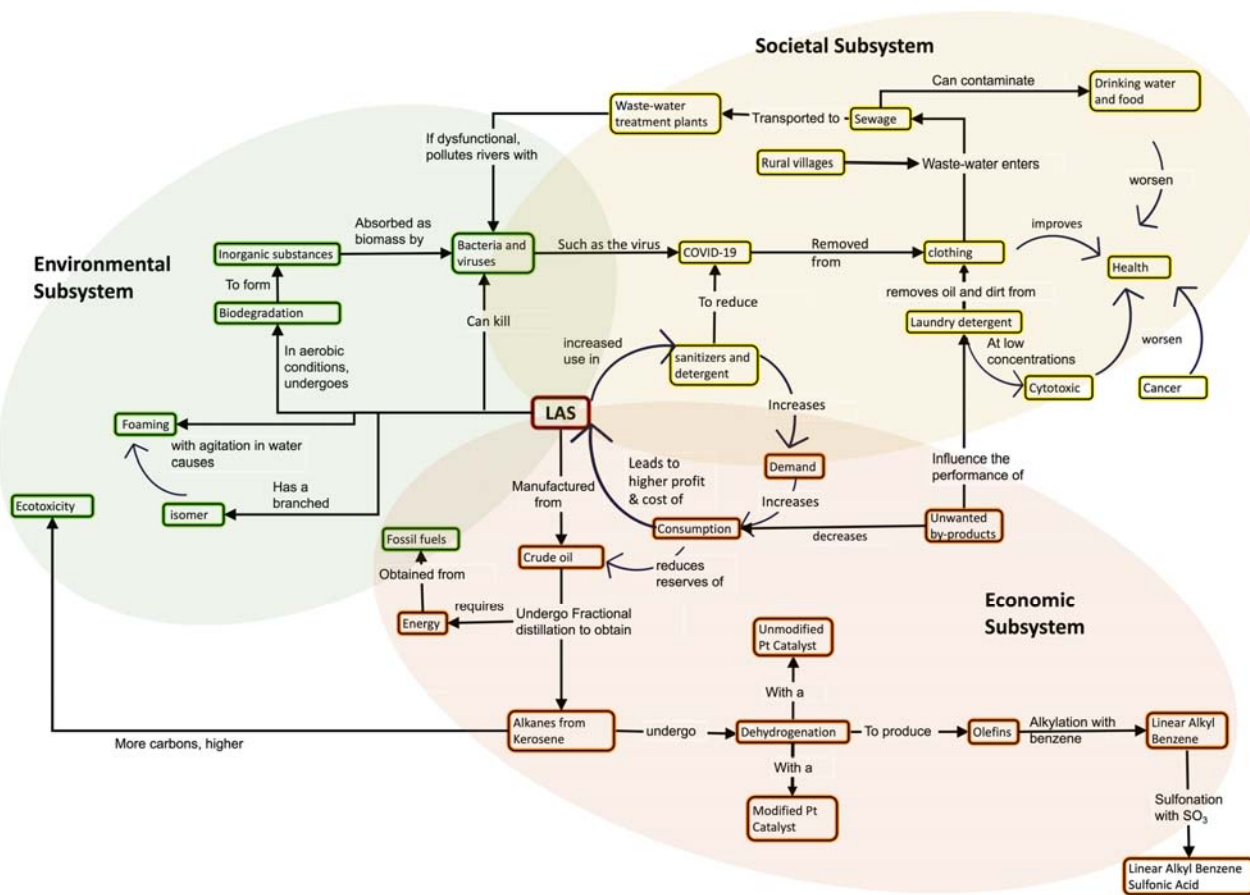 Societal Subsystem
Can contaminate
Drinking water
and food
Waste-water
treatment plants
Transported to
Sewage
If dysfunctional,
pollutes rivers with
Rural villages
Waste-water enters
worsen
Absorbed as
biomass by
Environmental
Subsystem
Inorganic substances
Bacteria and
viruses
Such as the virus
COVID-19
Removed
from
clothing
improves
Health
To form
Biodegradation
Can kill
To reduce
removes oil and dirt from
Laundry detergent
In aerobic
conditions,
undergoes
increased
use in
sanitizers and
detergent
At low
concentrations
worsen
Cytotoxic
Cancer
LAS
Increases
Foaming
with agitation in water
causes
Has a
branched
isomer
Ecotoxicity
Manufactured
from
Leads to
higher profit
& cost of
Demand
Increases
Influence the
performance of
Consumption
decreases
Unwanted
by-products
Fossil fuels
Crude oil
reduces
reserves of
Obtained from
Energy
requires
Undergo Fractional
distillation to obtain
Economic
Subsystem
Unmodified
Pt Catalyst
With a
More carbons, higher
Alkanes from
Kerosene
undergo
Dehydrogenation
To produce
Olefins
Alkylation with
benzene
Linear Alkyl
Benzene
With a
Modified Pt
Catalyst
Sulfonation
with SO₃
Linear Alkyl Benzene
Sulfonic Acid